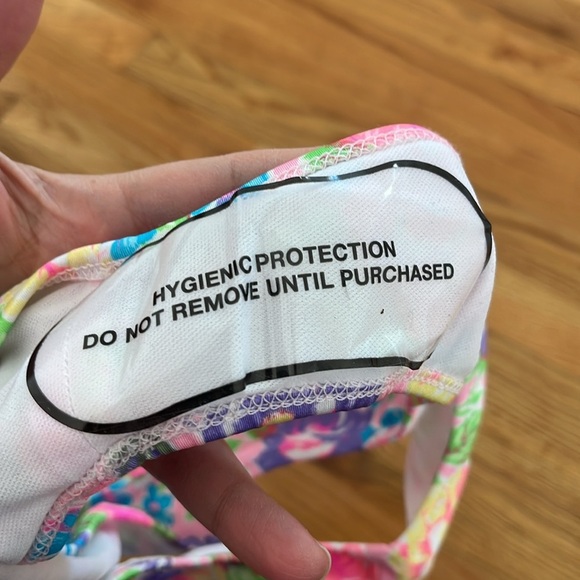 HYGIENIC PROTECTION
DO NOT REMOVE UNTIL PURCHASED